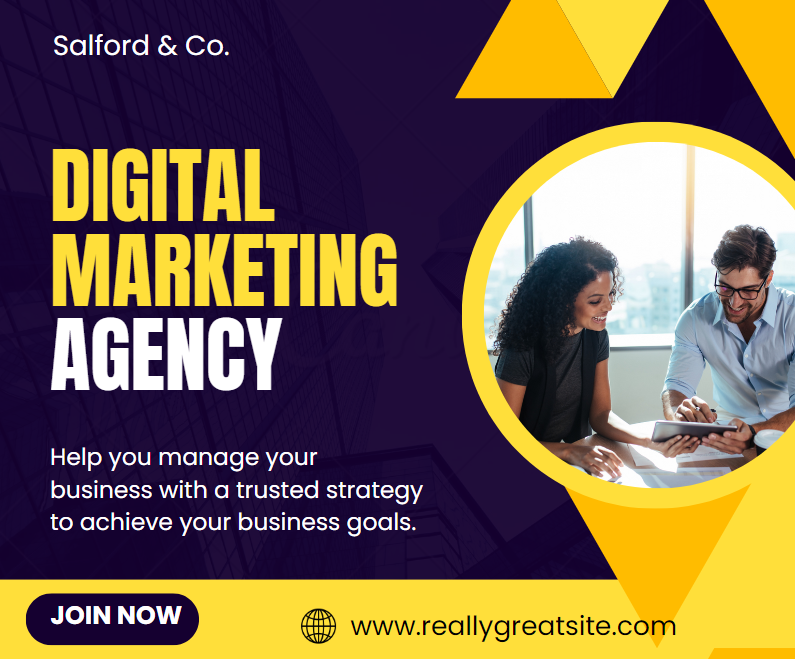 Salford & Co.
DIGITAL
MARKETING
AGENCY
Help you manage your
business with a trusted strategy
to achieve your business goals.
JOIN NOW
www.reallygreatsite.com